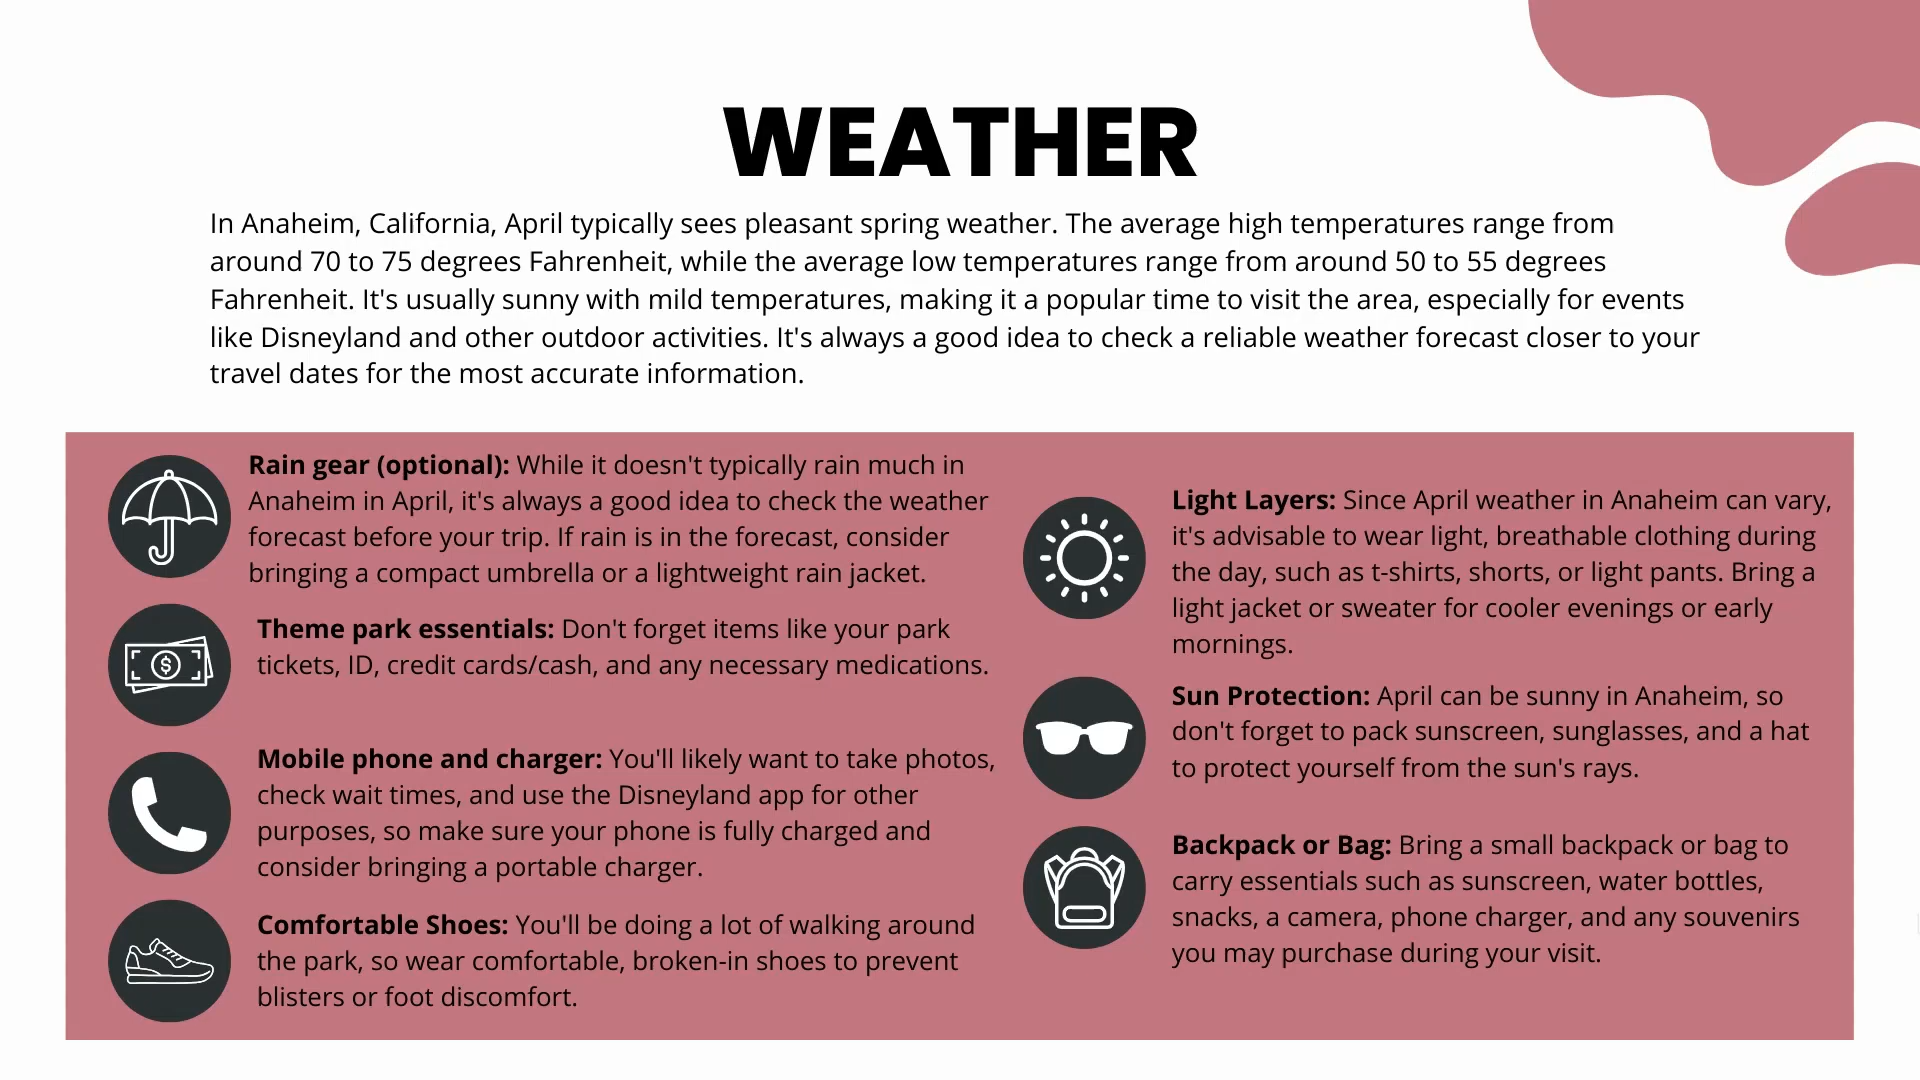 WEATHER
In Anaheim, California, April typically sees pleasant spring weather. The average high temperatures range from
around 70 to 75 degrees Fahrenheit, while the average low temperatures range from around 50 to 55 degrees
Fahrenheit. It's usually sunny with mild temperatures, making it a popular time to visit the area, especially for events
like Disneyland and other outdoor activities. It's always a good idea to check a reliable weather forecast closer to your
travel dates for the most accurate information.
Rain gear (optional): While it doesn't typically rain much in
Anaheim in April, it's always a good idea to check the weather
forecast before your trip. If rain is in the forecast, consider
bringing a compact umbrella or a lightweight rain jacket.
$
Theme park essentials: Don't forget items like your park
tickets, ID, credit cards/cash, and any necessary medications.
Mobile phone and charger: You'll likely want to take photos,
check wait times, and use the Disneyland app for other
purposes, so make sure your phone is fully charged and
consider bringing a portable charger.
Comfortable Shoes: You'll be doing a lot of walking around
the park, so wear comfortable, broken-in shoes to prevent
blisters or foot discomfort.
Light Layers: Since April weather in Anaheim can vary,
it's advisable to wear light, breathable clothing during
the day, such as t-shirts, shorts, or light pants. Bring a
light jacket or sweater for cooler evenings or early
mornings.
Sun Protection: April can be sunny in Anaheim, so
don't forget to pack sunscreen, sunglasses, and a hat
to protect yourself from the sun's rays.
Backpack or Bag: Bring a small backpack or bag to
carry essentials such as sunscreen, water bottles,
snacks, a camera, phone charger, and any souvenirs
you may purchase during your visit.